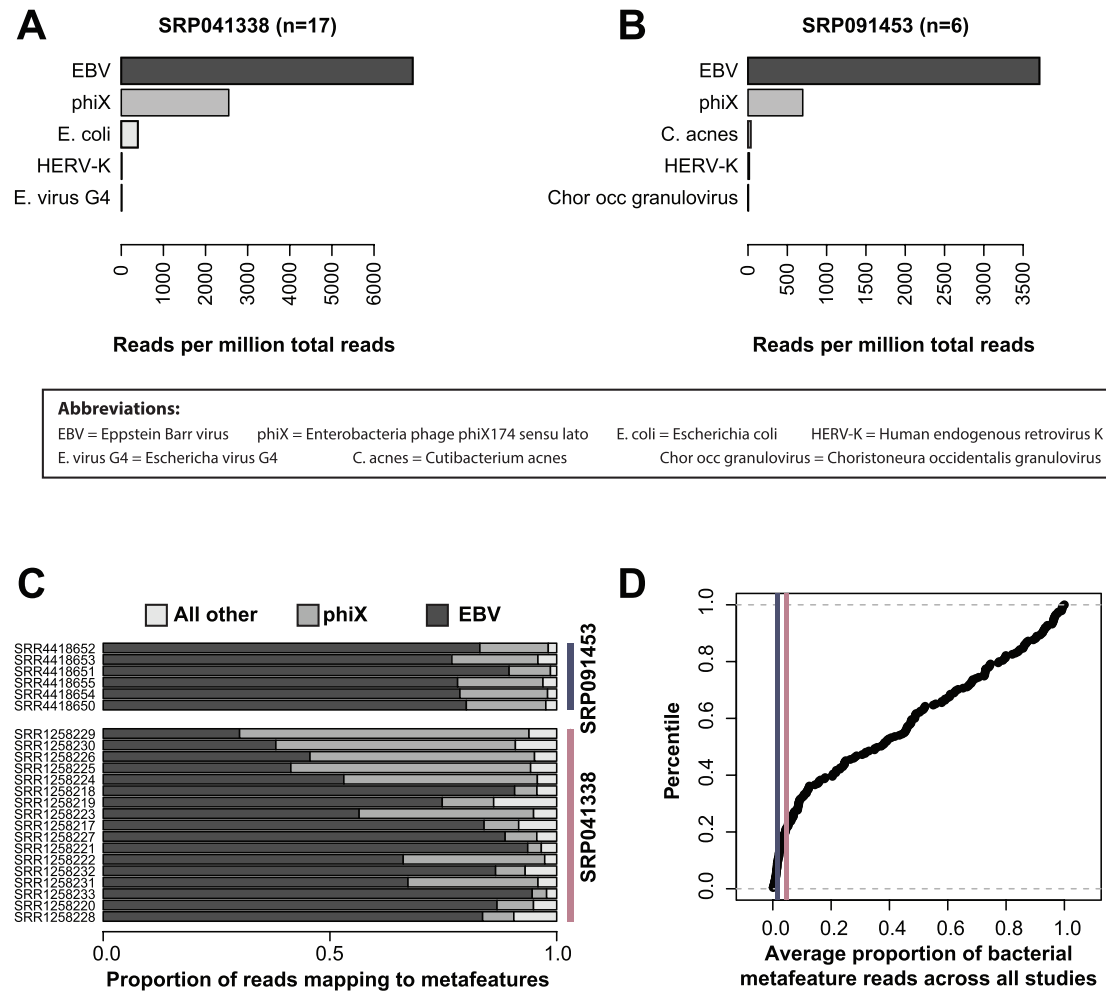 A
SRP041338 (n=17)
EBV
phiX
E. coli
HERV-K
E. virus G4
0 1000 2000 3000 4000 5000 6000
Reads per million total reads
B
SRP091453 (n=6)
EBV
phiX
C. acnes
HERV-K
Chor occ granulovirus
0 500 1000 1500 2000 2500 3000 3500
Reads per million total reads
Abbreviations:
EBV = Eppstein Barr virus phiX = Enterobacteria phage phiX174 sensu lato E. coli = Escherichia coli HERV-K = Human endogenous retrovirus K
E. virus G4 = Eschericha virus G4 C. acnes = Cutibacterium acnes Chor occ granulovirus = Choristoneura occidentalis granulovirus
C
All other phiX EBV
SRR4418652
SRR4418653
SRR4418651
SRR4418655
SRR4418654
SRR4418650
SRP091453
SRR1258229
SRR1258230
SRR1258226
SRR1258225
SRR1258224
SRR1258218
SRR1258219
SRR1258223
SRR1258217
SRR1258227
SRR1258221
SRR1258222
SRR1258232
SRR1258231
SRR1258233
SRR1258220
SRR1258228
SRP041338
0.0 0.5 1.0
Proportion of reads mapping to metafeatures
D
Percentile
0.0 0.2 0.4 0.6 0.8 1.0
0.0 0.2 0.4 0.6 0.8 1.0
Average proportion of bacterial
metafeature reads across all studies